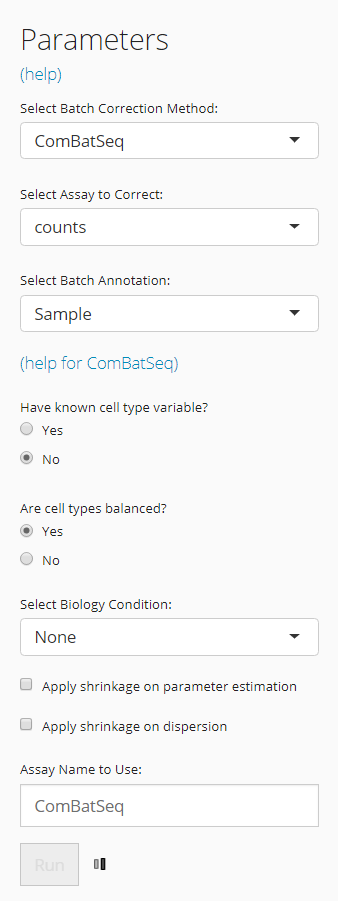 Parameters
(help)
Select Batch Correction Method:
ComBatSeq
Select Assay to Correct:
counts
Select Batch Annotation:
Sample
(help for ComBatSeq)
Have known cell type variable?
Yes
No
Are cell types balanced?
Yes
No
Select Biology Condition:
None
Apply shrinkage on parameter estimation
Apply shrinkage on dispersion
Assay Name to Use:
ComBatSeq
Run